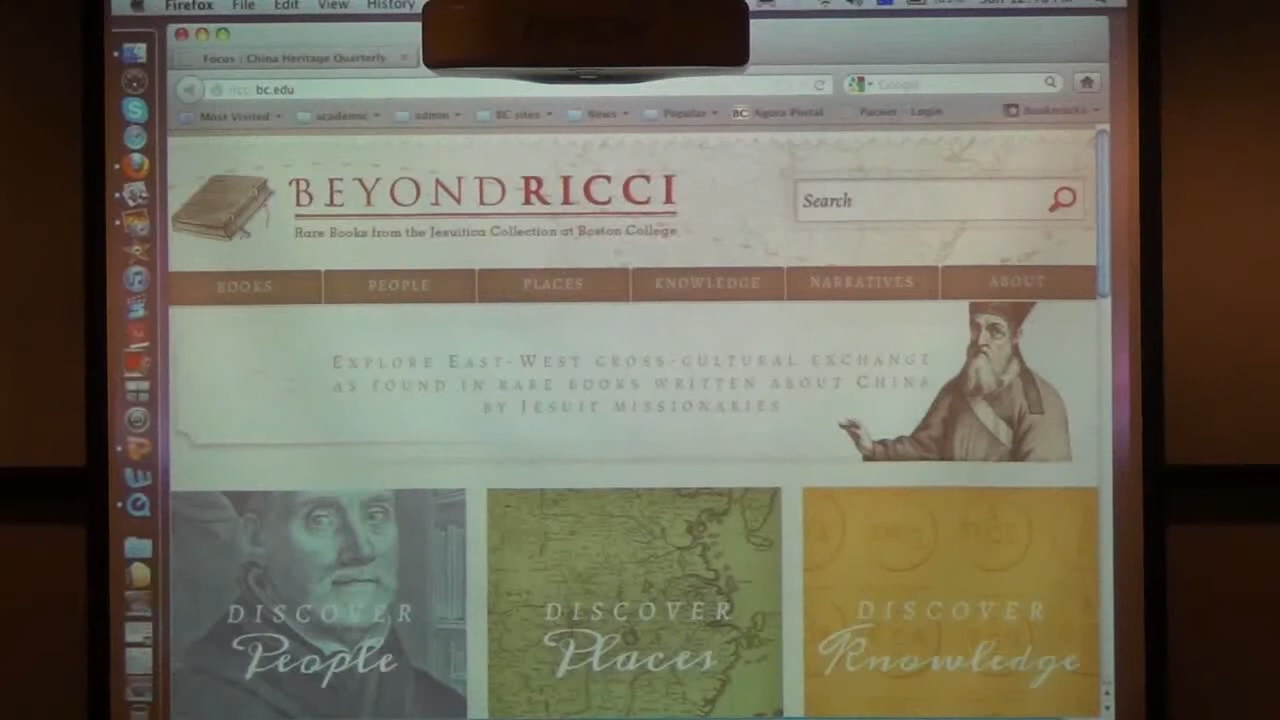 Firefox File Edit View History
Focus : China Heritage Quarterly
ricci.bc.edu
Google
Most Visited academic admin BC sites News Popular BC Agora Portal Login Bookmarks
BEYONDRICCI
Rare Books from the Jesuitica Collection at Boston College
Search
BOOKS PEOPLE PLACES KNOWLEDGE NARRATIVES ABOUT
EXPLORE EAST-WEST CROSS-CULTURAL EXCHANGE
AS FOUND IN RARE BOOKS WRITTEN ABOUT CHINA
BY JESUIT MISSIONARIES
DISCOVER
People
DISCOVER
Places
DISCOVER
Knowledge